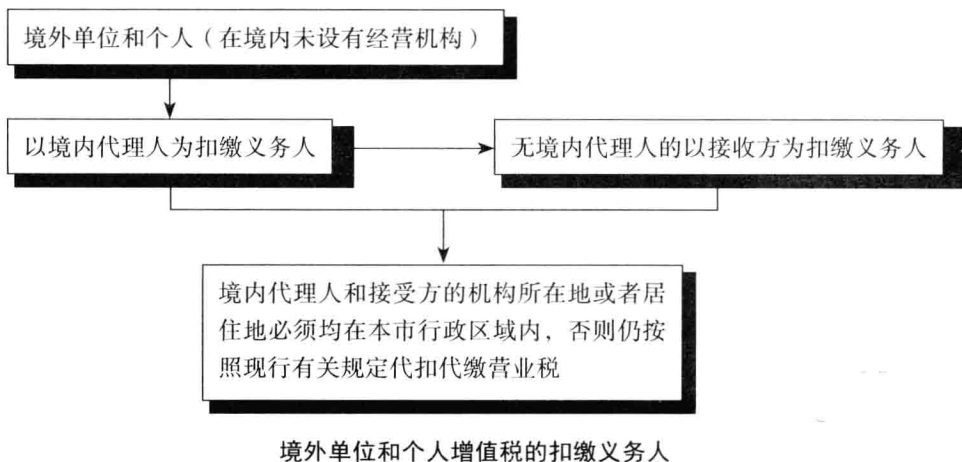 境外单位和个人（在境内未设有经营机构）
以境内代理人为扣缴义务人
无境内代理人的以接收方为扣缴义务人
境内代理人和接受方的机构所在地或者居
住地必须均在本市行政区域内，否则仍按
照现行有关规定代扣代缴营业税
境外单位和个人增值税的扣缴义务人